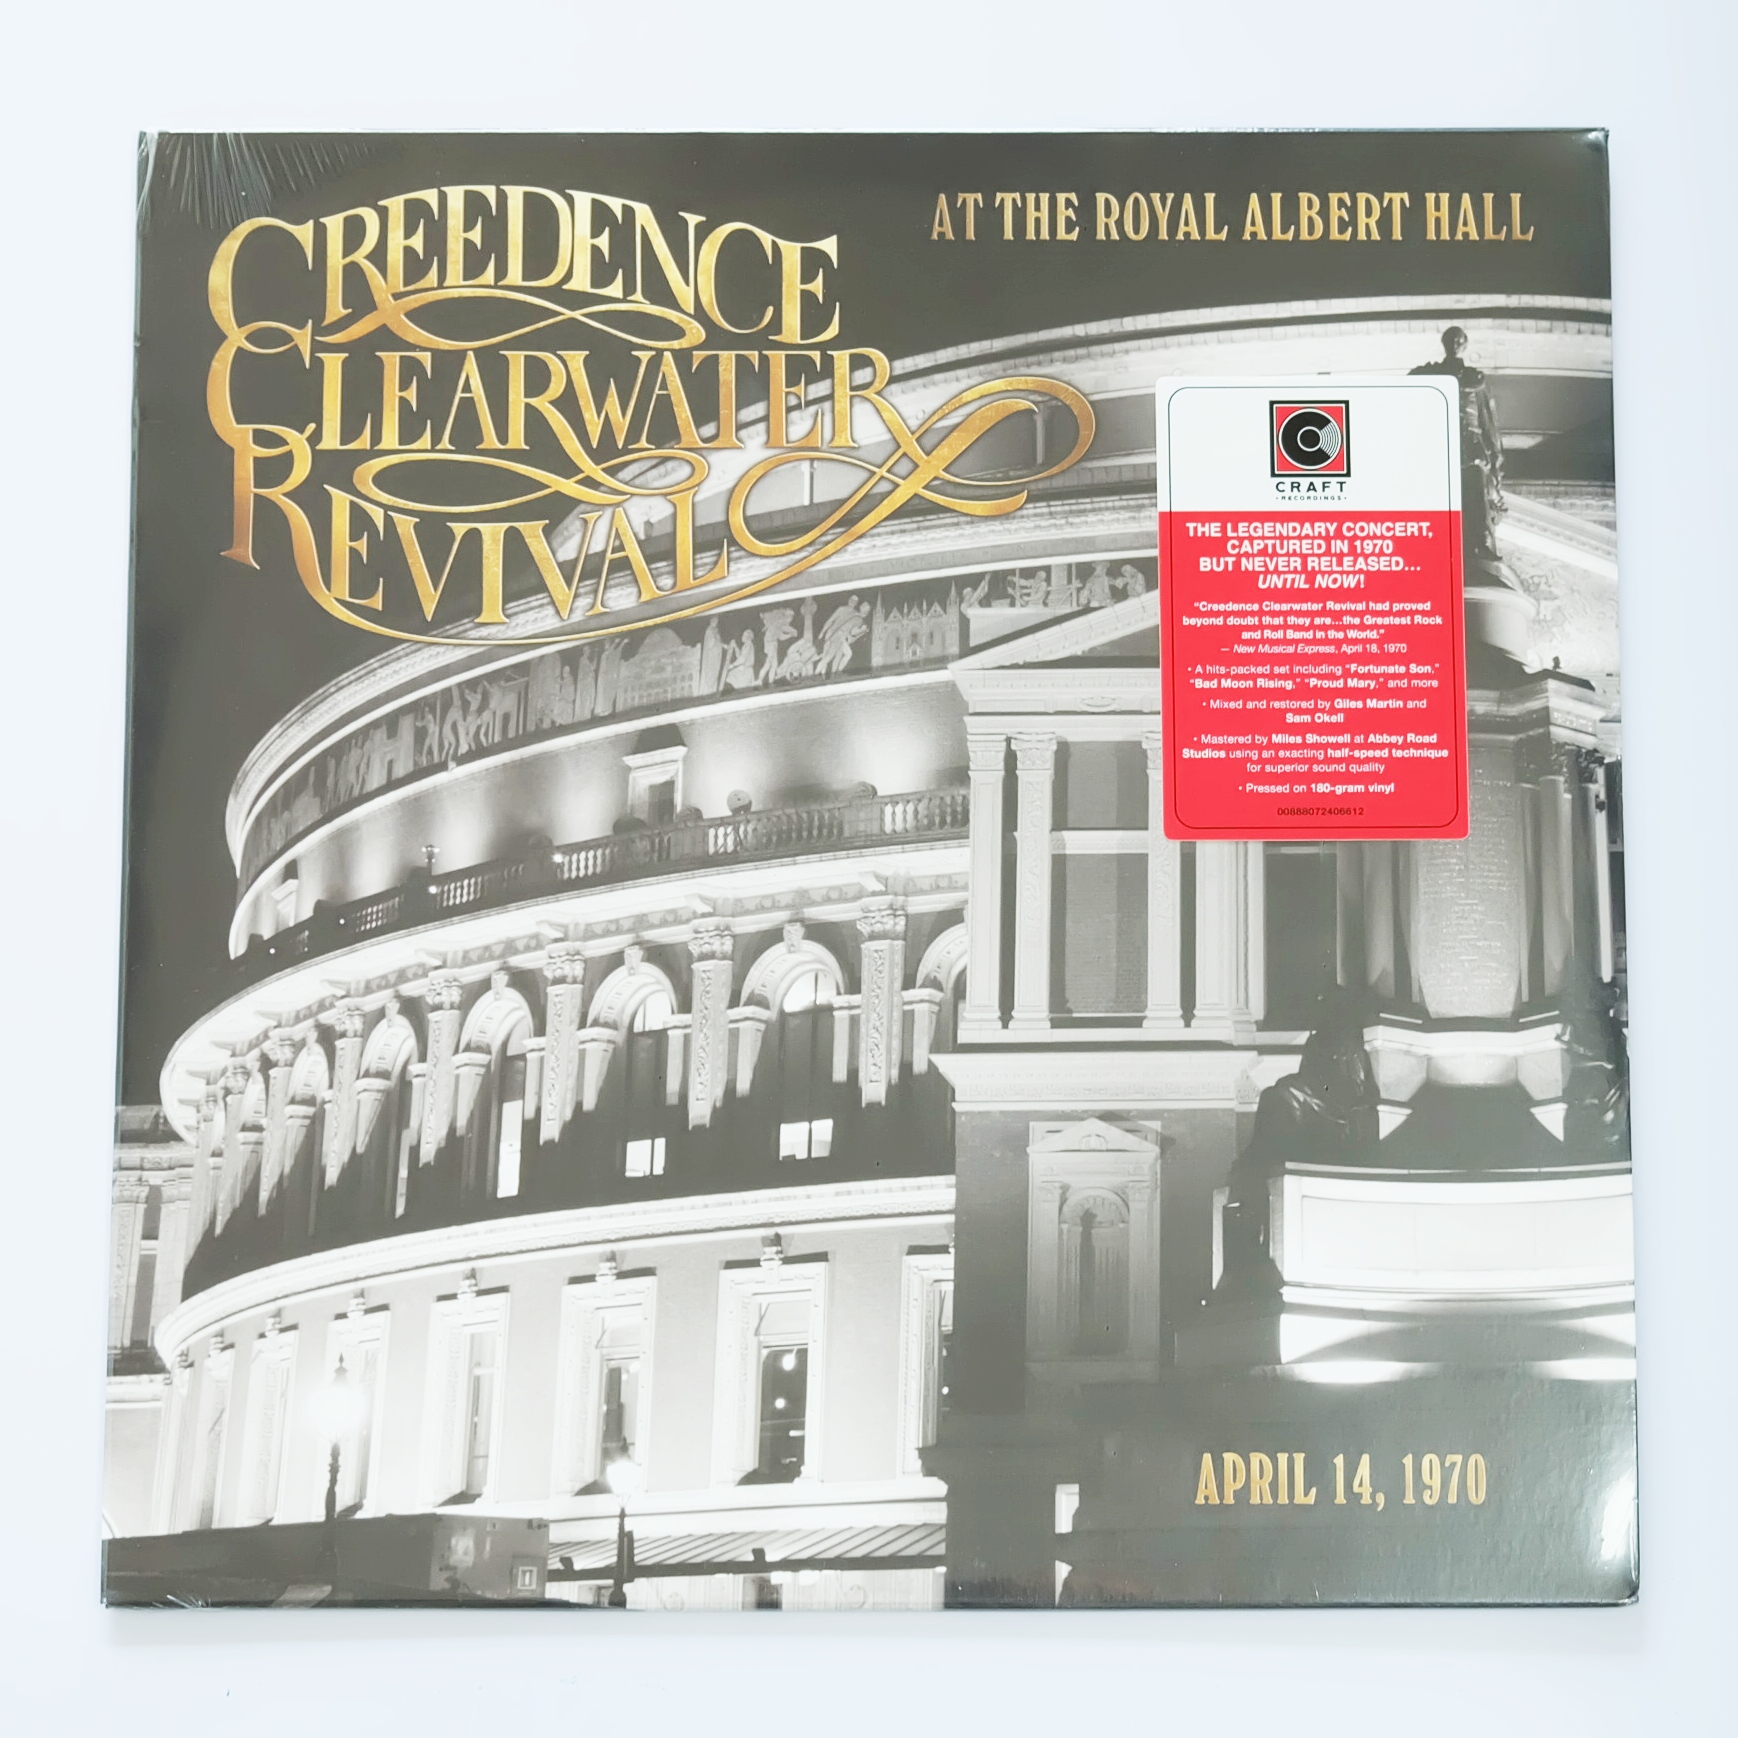 CREEDENCE
CLEARWATER
REVIVAL
AT THE ROYAL ALBERT HALL
CRAFT
• RECORDINGS •
THE LEGENDARY CONCERT,
CAPTURED IN 1970
BUT NEVER RELEASED...
UNTIL NOW!
"Creedence Clearwater Revival had proved
beyond doubt that they are...the Greatest Rock
and Roll Band in the World."
— New Musical Express, April 18, 1970
• A hits-packed set including "Fortunate Son,"
"Bad Moon Rising," "Proud Mary," and more
• Mixed and restored by Giles Martin and
Sam Okell
• Mastered by Miles Showell at Abbey Road
Studios using an exacting half-speed technique
for superior sound quality
• Pressed on 180-gram vinyl
00888072406612
APRIL 14, 1970